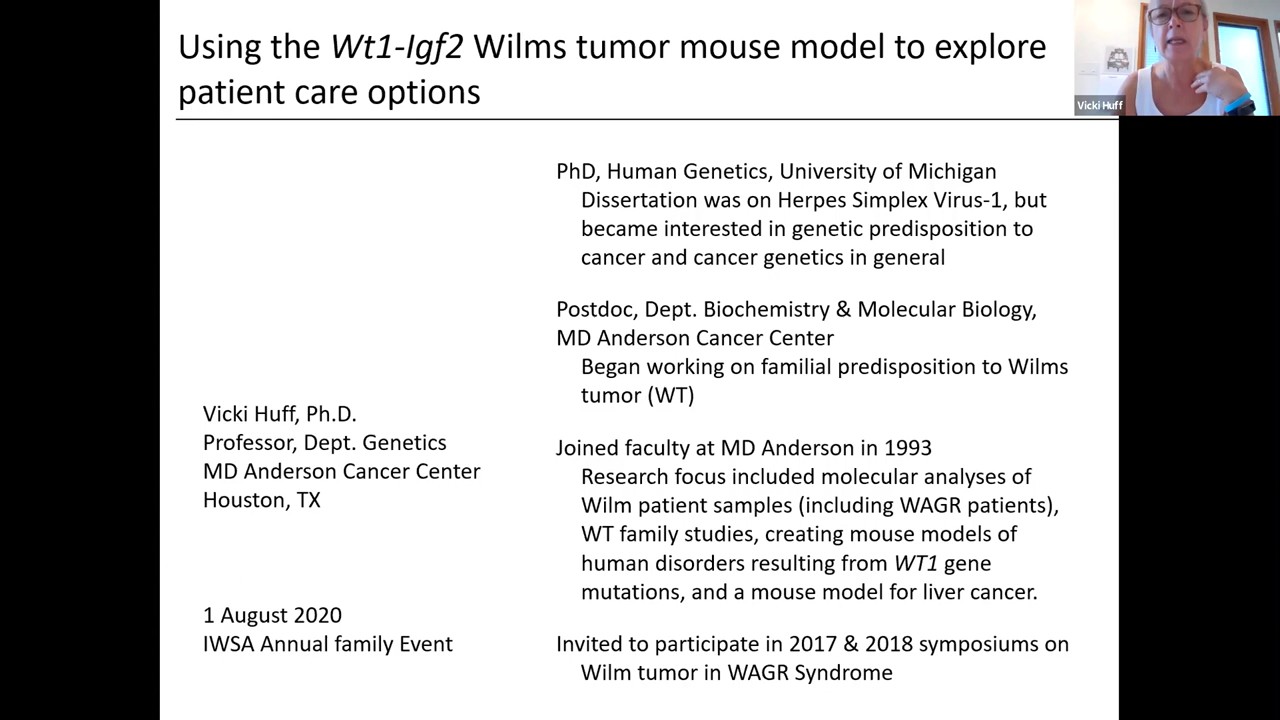 Using the Wt1-Igf2 Wilms tumor mouse model to explore
patient care options
Vicki Huff
PhD, Human Genetics, University of Michigan
Dissertation was on Herpes Simplex Virus-1, but
became interested in genetic predisposition to
cancer and cancer genetics in general
Postdoc, Dept. Biochemistry & Molecular Biology,
MD Anderson Cancer Center
Began working on familial predisposition to Wilms
tumor (WT)
Vicki Huff, Ph.D.
Professor, Dept. Genetics
MD Anderson Cancer Center
Houston, TX
Joined faculty at MD Anderson in 1993
Research focus included molecular analyses of
Wilm patient samples (including WAGR patients),
WT family studies, creating mouse models of
human disorders resulting from WT1 gene
mutations, and a mouse model for liver cancer.
1 August 2020
IWSA Annual family Event
Invited to participate in 2017 & 2018 symposiums on
Wilm tumor in WAGR Syndrome